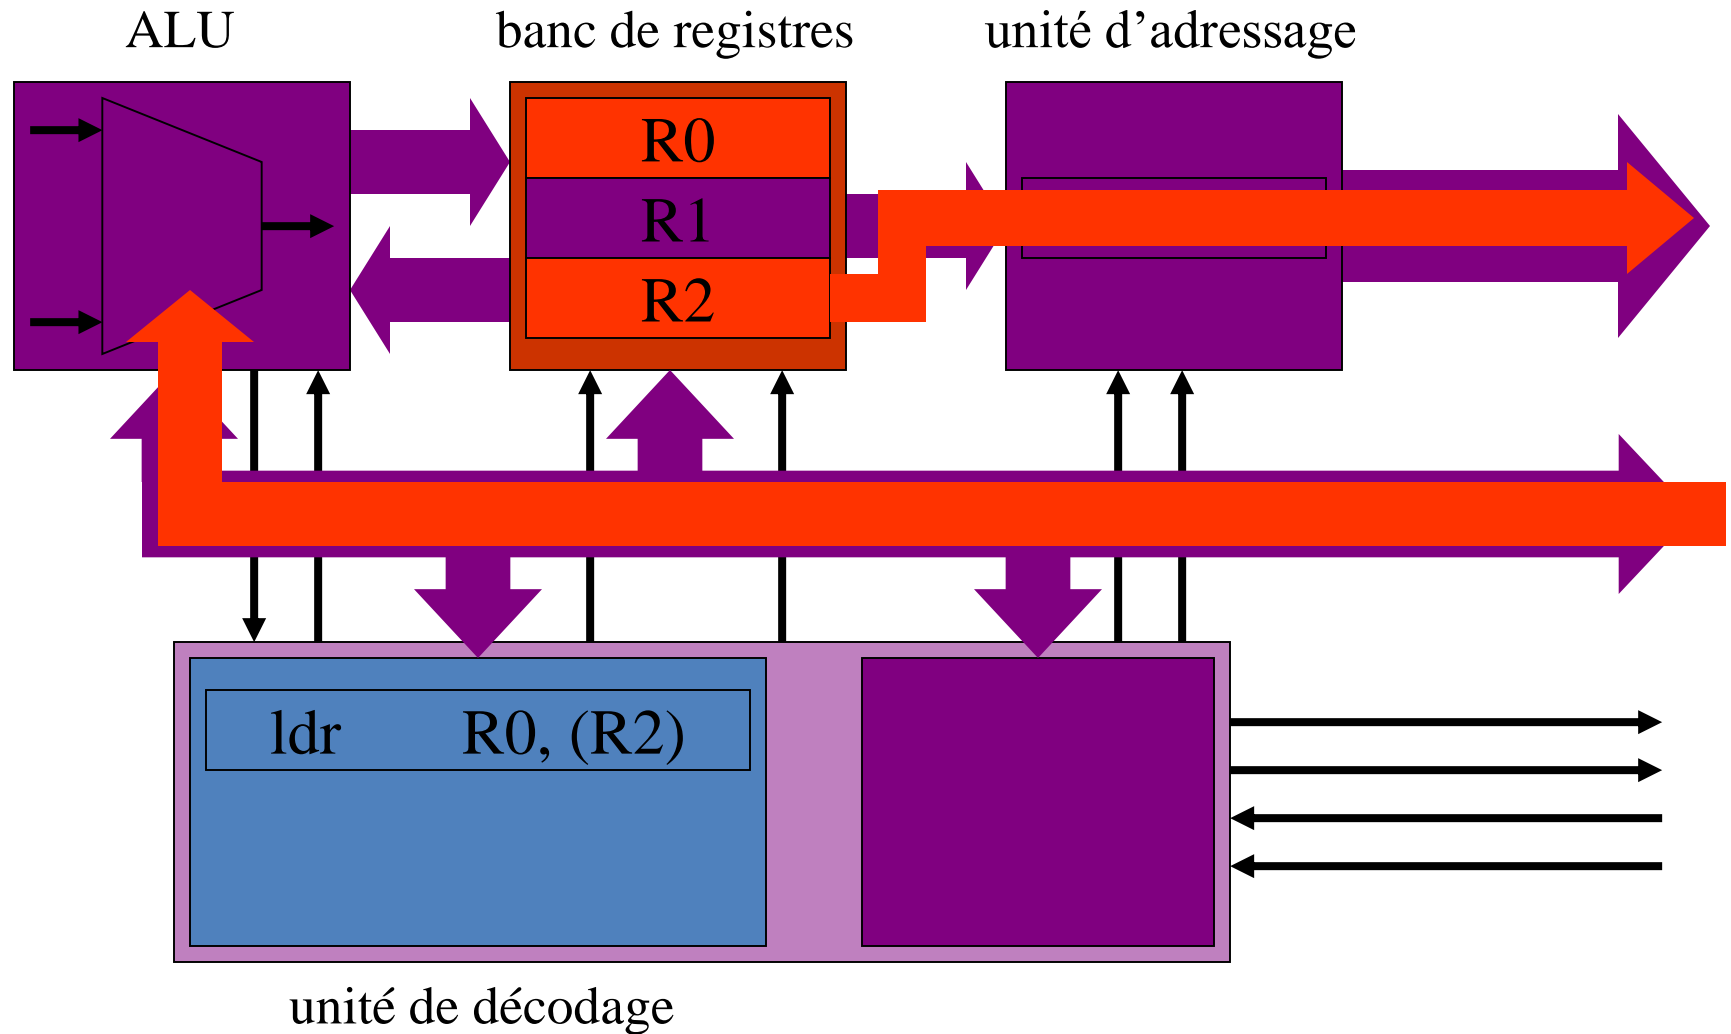 ALU
banc de registres
unité d’adressage
R0
R1
R2
ldr R0, (R2)
unité de décodage